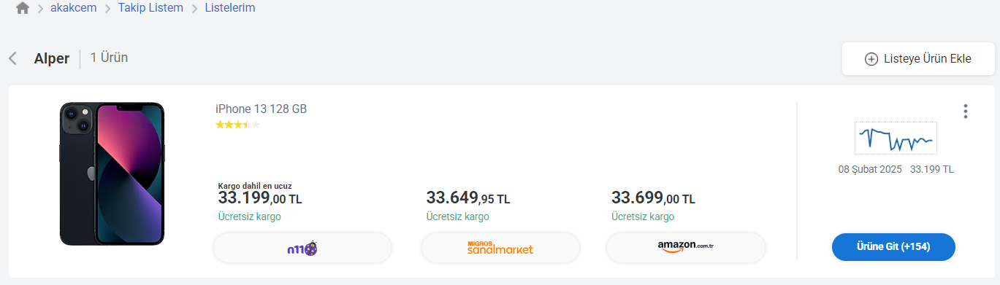 akakcem
Takip Listem
Listelerim
Alper
1 Ürün
Listeye Ürün Ekle
iPhone 13 128 GB
Kargo dahil en ucuz
33.199,00 TL
Ücretsiz kargo
n11
33.649,95 TL
Ücretsiz kargo
MİGROS
sanalmarket
33.699,00 TL
Ücretsiz kargo
amazon.com.tr
08 Şubat 2025 33.199 TL
Ürüne Git (+154)